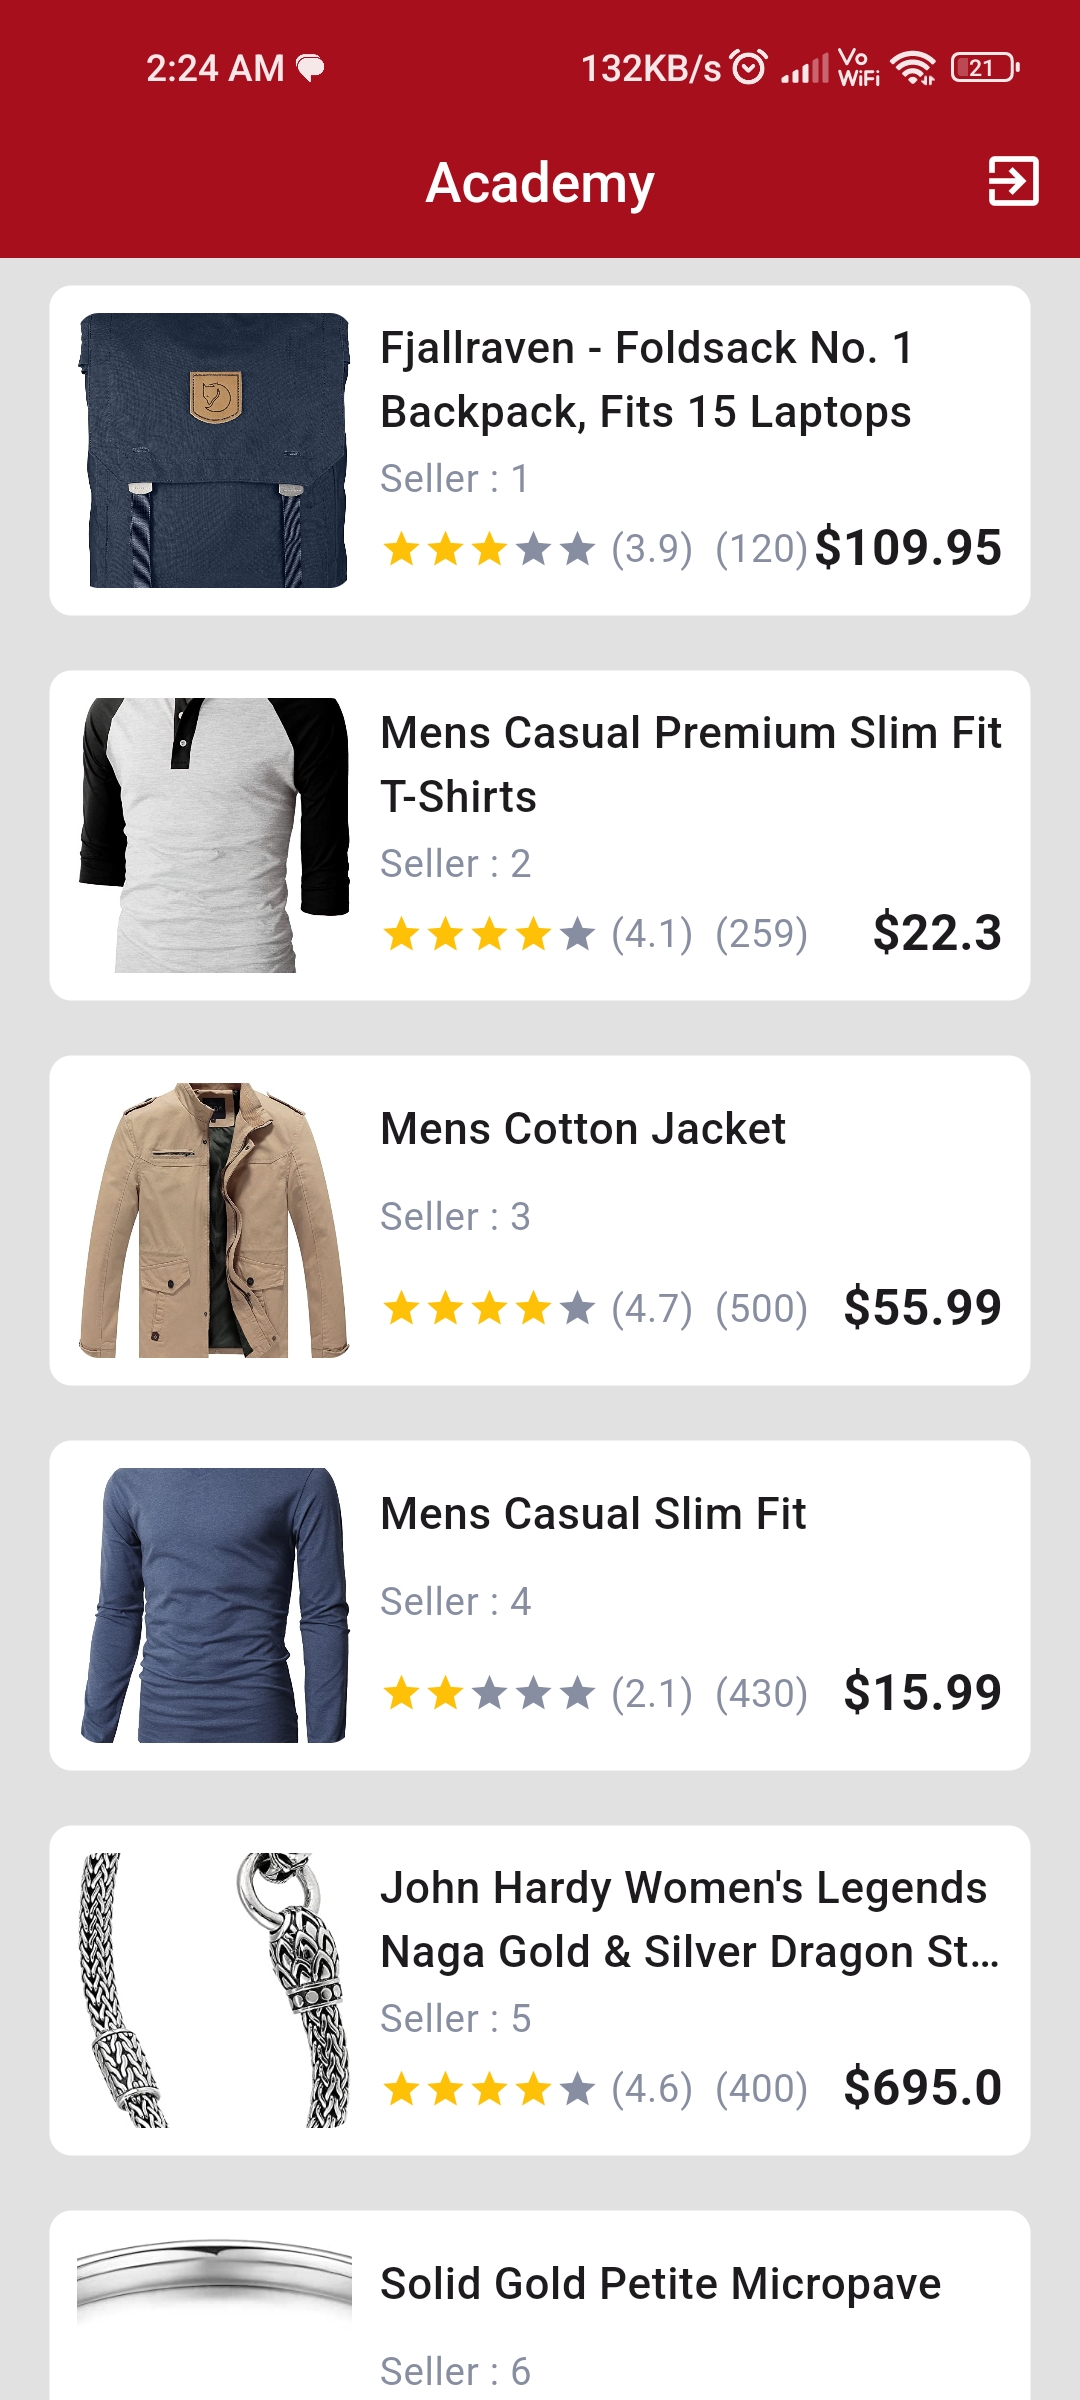 2:24 AM 132KB/s Vo WiFi 21
Academy
Fjallraven - Foldsack No. 1
Backpack, Fits 15 Laptops
Seller : 1
(3.9) (120) $109.95
Mens Casual Premium Slim Fit
T-Shirts
Seller : 2
(4.1) (259) $22.3
Mens Cotton Jacket
Seller : 3
(4.7) (500) $55.99
Mens Casual Slim Fit
Seller : 4
(2.1) (430) $15.99
John Hardy Women's Legends
Naga Gold & Silver Dragon St...
Seller : 5
(4.6) (400) $695.0
Solid Gold Petite Micropave
Seller : 6